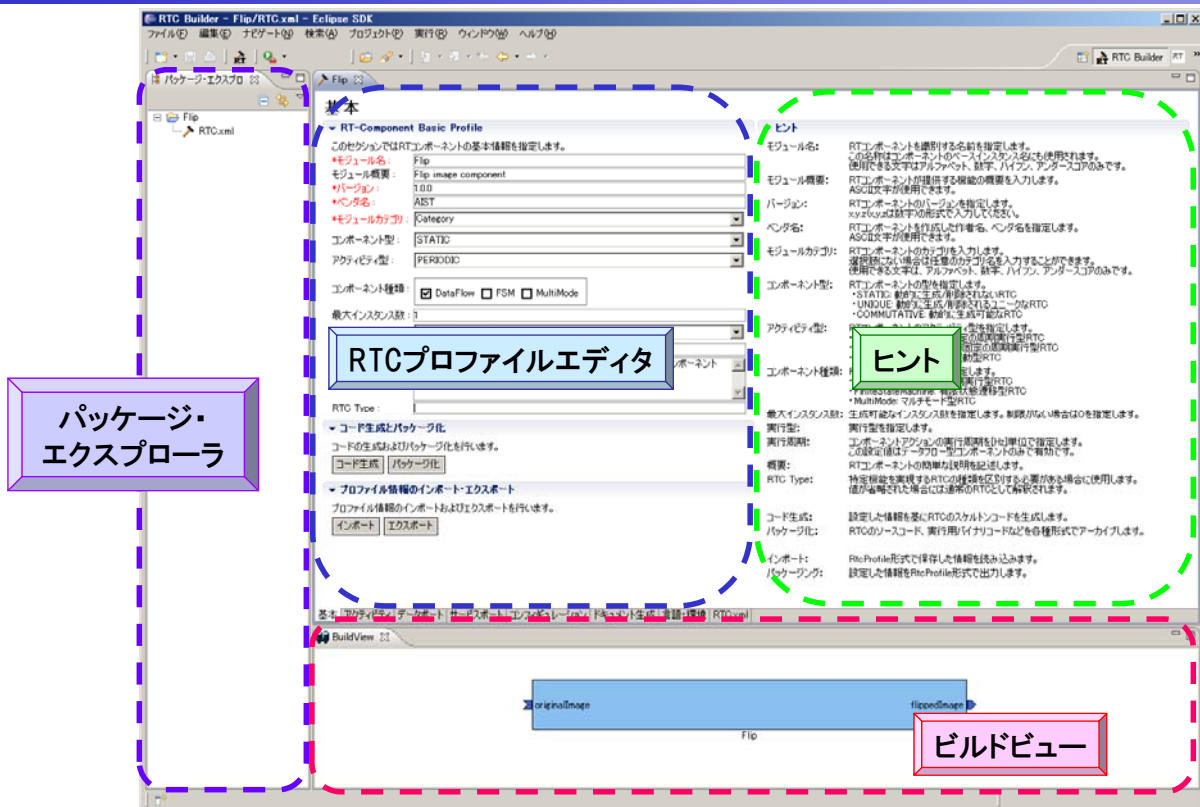 RTC Builder - Flip/RTC.xml - Eclipse SDK
ファイル(F) 編集(E) ナビゲート(N) 検索(A) プロジェクト(P) 実行(R) ウィンドウ(W) ヘルプ(H)
RTC Builder
パッケージ・エクスプロ
Flip
RTC.xml
Flip
基本
RT-Component Basic Profile
このセクションではRTコンポーネントの基本情報を指定します。
*モジュール名: Flip
モジュール概要: Flip image component
*バージョン: 1.0.0
*ベンダ名: AIST
*モジュールカテゴリ: Category
コンポーネント型: STATIC
アクティビティ型: PERIODIC
コンポーネント種類: DataFlow FSM MultiMode
最大インスタンス数: 1
RTCプロファイルエディタ
ポーネント
RTC Type:
コード生成とパッケージ化
コードの生成およびパッケージ化を行います。
コード生成 パッケージ化
プロファイル情報のインポート・エクスポート
プロファイル情報のインポートおよびエクスポートを行います。
インポート エクスポート
基本 アクティビティ データポート サービスポート コンフィギュレーション ドキュメント生成 言語・環境 RTC.xml
ヒント
モジュール名: RTコンポーネントを識別する名前を指定します。
この名称はコンポーネントのベースインスタンス名にも使用されます。
使用できる文字はアルファベット、数字、ハイフン、アンダースコアのみです。
モジュール概要: RTコンポーネントが提供する機能の概要を入力します。
ASCII文字が使用できます。
バージョン: RTコンポーネントのバージョンを指定します。
x.y.z(x,y,zは数字)の形式で入力してください。
ベンダ名: RTコンポーネントを作成した作者名、ベンダ名を指定します。
ASCII文字が使用できます。
モジュールカテゴリ: RTコンポーネントのカテゴリを入力します。
選択肢にない場合は任意のカテゴリ名を入力することができます。
使用できる文字は、アルファベット、数字、ハイフン、アンダースコアのみです。
コンポーネント型: RTコンポーネントの型を指定します。
・STATIC: 動的に生成/削除されないRTC
・UNIQUE: 動的に生成/削除されるユニークなRTC
・COMMUTATIVE: 動的に生成可能なRTC
アクティビティ型:
の周期実行型RTC
固定の周期実行型RTC
動型RTC
ヒント
コンポーネント種類:
定します。
実行型RTC
・FiniteStateMachine: 有限状態遷移型RTC
・MultiMode: マルチモード型RTC
最大インスタンス数: 生成可能なインスタンス数を指定します。制限がない場合は0を指定します。
実行型: 実行型を指定します。
実行周期: コンポーネントアクションの実行周期を[Hz]単位で指定します。
この設定値はデータフロー型コンポーネントのみで有効です。
概要: RTコンポーネントの簡単な説明を記述します。
RTC Type: 特定機能を実現するRTCの種類を区別する必要がある場合に使用します。
値が省略された場合には通常のRTCとして解釈されます。
コード生成: 設定した情報を基にRTCのスケルトンコードを生成します。
パッケージ化: RTCのソースコード、実行用バイナリコードなどを各種形式でアーカイブします。
インポート: RtcProfile形式で保存した情報を読み込みます。
パッケージング: 設定した情報をRtcProfile形式で出力します。
パッケージ・
エクスプローラ
BuildView
originalImage
flippedImage
Flip
ビルドビュー